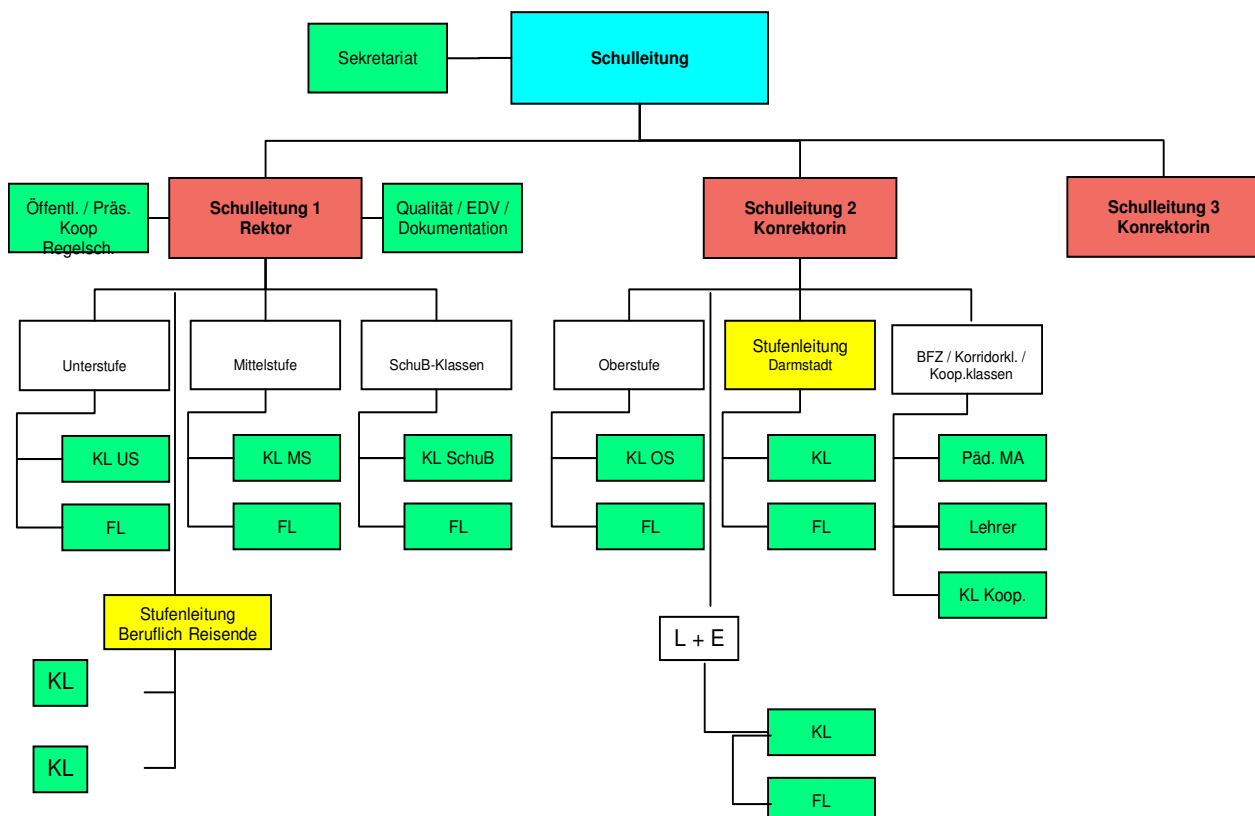 Sekretariat
Schulleitung
Öffentl. / Präs.
Koop
Regelsch.
Schulleitung 1
Rektor
Qualität / EDV /
Dokumentation
Schulleitung 2
Konrektorin
Schulleitung 3
Konrektorin
Unterstufe
Mittelstufe
SchuB-Klassen
Oberstufe
Stufenleitung
Darmstadt
BFZ / Korridorkl. /
Koop.klassen
KL US
KL MS
KL SchuB
KL OS
KL
Päd. MA
FL
FL
FL
FL
FL
Lehrer
KL Koop.
Stufenleitung
Beruflich Reisende
L + E
KL
KL
KL
FL